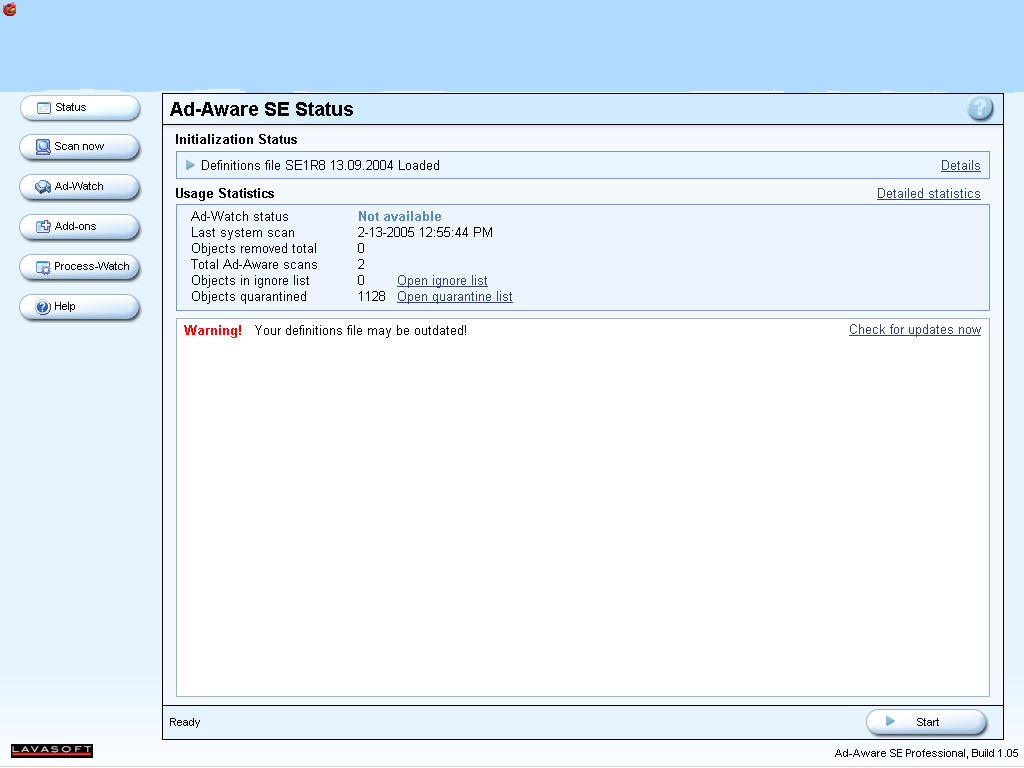 Status
Scan now
Ad-Watch
Add-ons
Process-Watch
Help
Ad-Aware SE Status
?
Initialization Status
Definitions file SE1R8 13.09.2004 Loaded Details
Usage Statistics Detailed statistics
Ad-Watch status Not available
Last system scan 2-13-2005 12:55:44 PM
Objects removed total 0
Total Ad-Aware scans 2
Objects in ignore list 0 Open ignore list
Objects quarantined 1128 Open quarantine list
Warning! Your definitions file may be outdated! Check for updates now
Ready Start
LAVASOFT
Ad-Aware SE Professional, Build 1.05